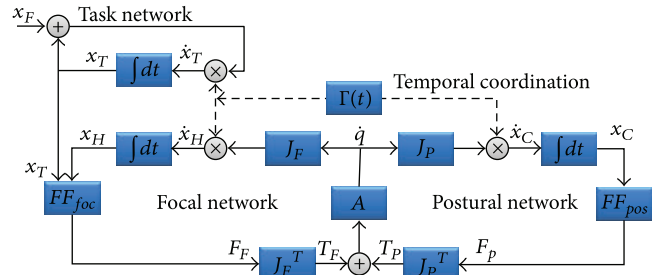 x_F + Task network
x_T ∫dt ẋ_T ×
Γ(t) Temporal coordination
x_H ∫dt ẋ_H × J_F q̇ J_P × ẋ_C ∫dt x_C
x_T
FF_foc Focal network A Postural network FF_pos
F_F J_F^T T_F + T_P J_P^T F_p